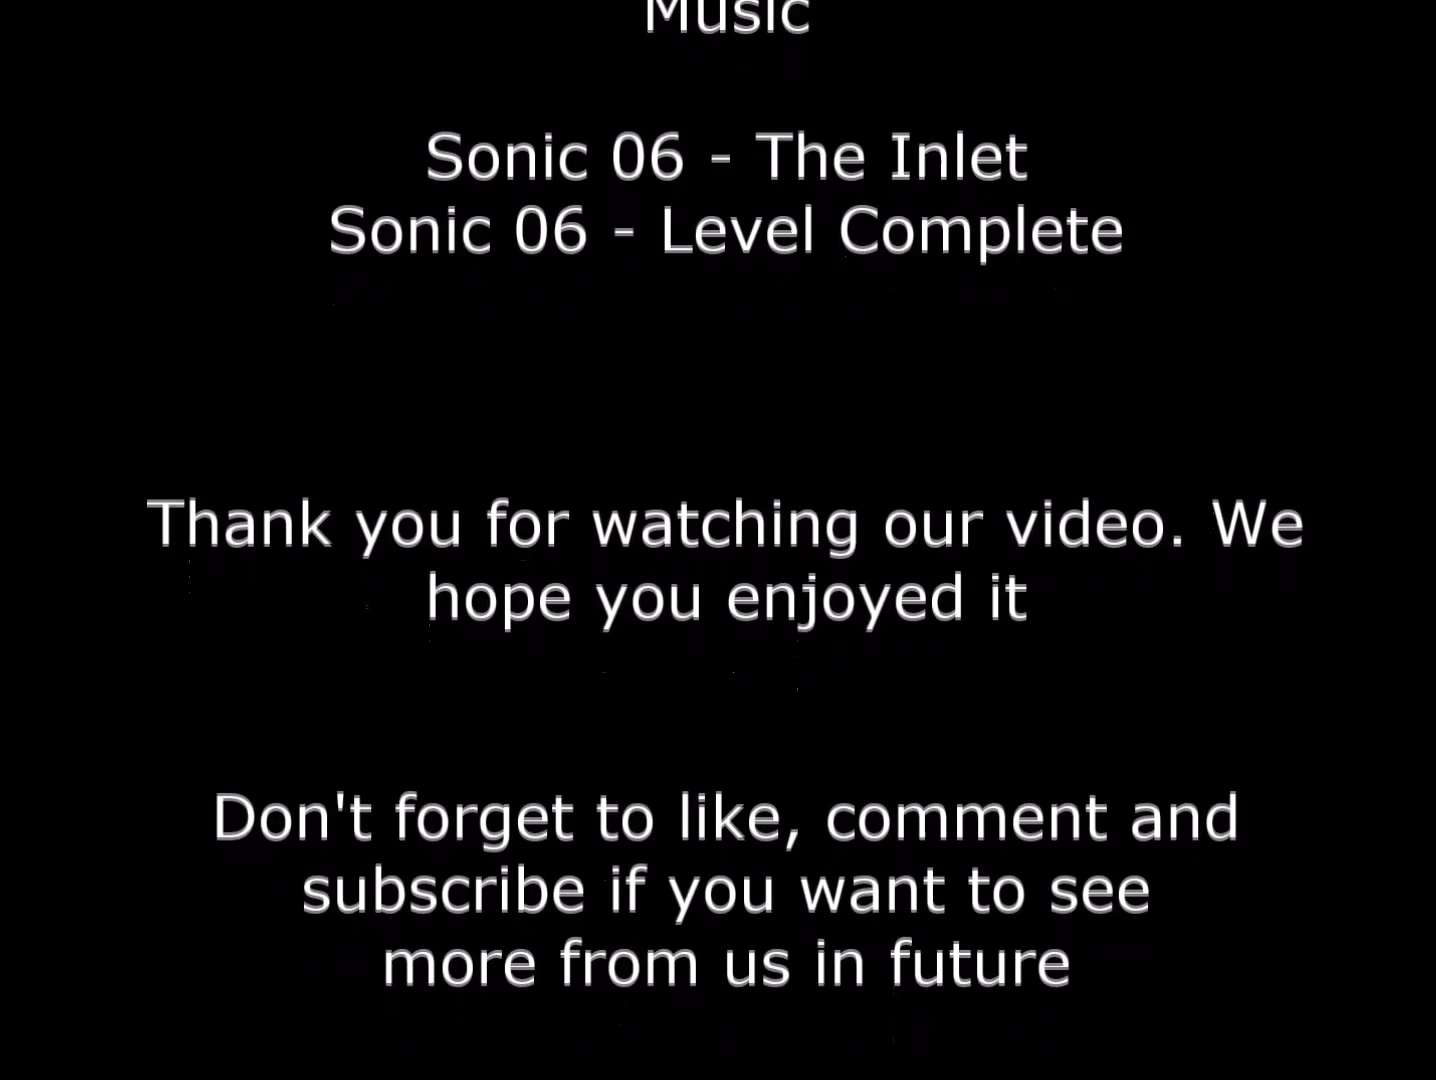 Music
Sonic 06 - The Inlet
Sonic 06 - Level Complete
Thank you for watching our video. We
hope you enjoyed it
Don't forget to like, comment and
subscribe if you want to see
more from us in future